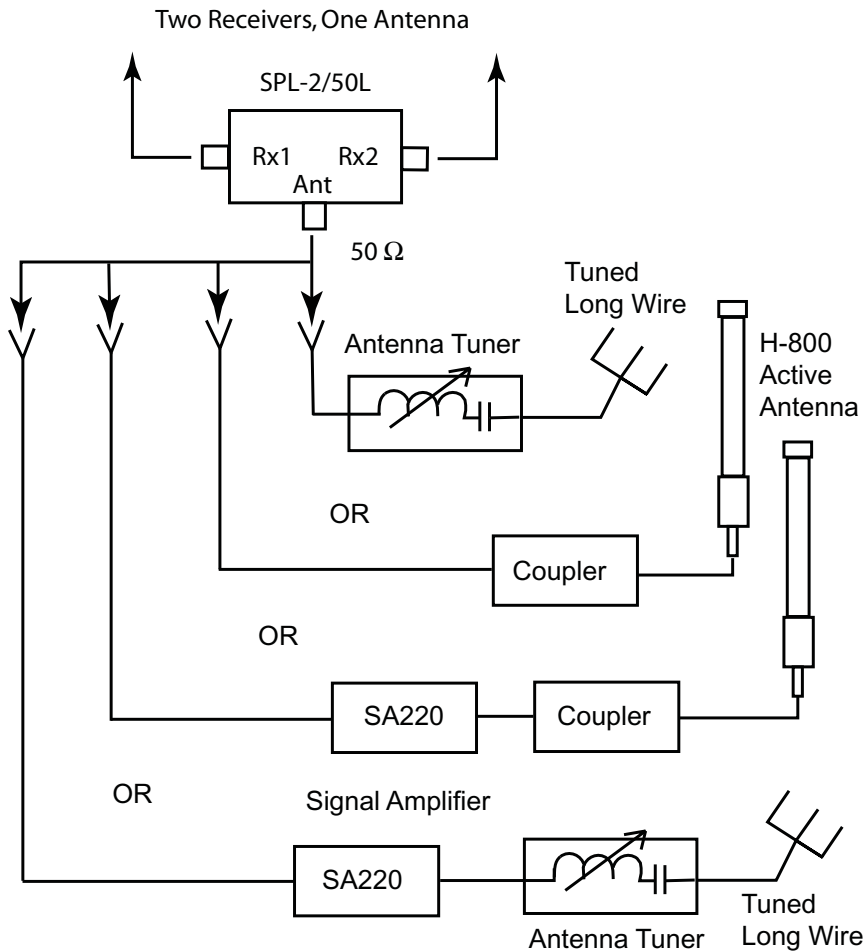 Two Receivers, One Antenna
SPL-2/50L
Rx1 Rx2
Ant
50 Ω
Tuned
Long Wire
Antenna Tuner
H-800
Active
Antenna
OR
Coupler
OR
SA220
Coupler
OR
Signal Amplifier
SA220
Antenna Tuner
Tuned
Long Wire